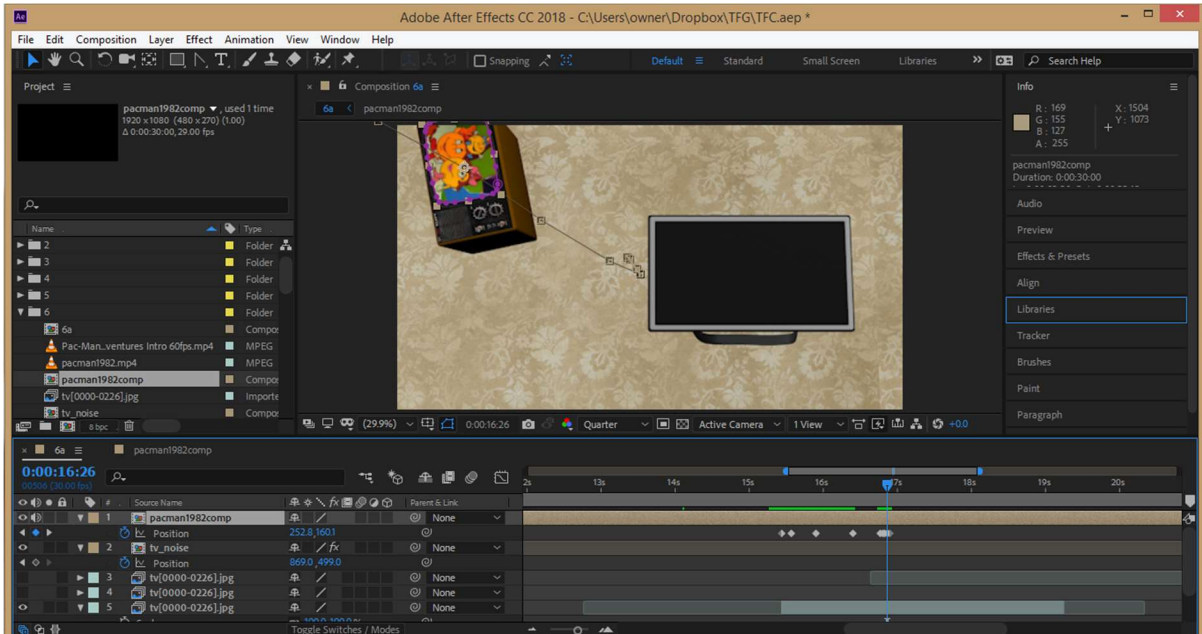 Ae Adobe After Effects CC 2018 - C:\Users\owner\Dropbox\TFG\TFC.aep *
File Edit Composition Layer Effect Animation View Window Help
Snapping Default Standard Small Screen Libraries Search Help
Project
pacman1982comp , used 1 time
1920 x 1080 (480 x 270) (1.00)
Δ 0:00:30:00, 29.00 fps
Name Type
2 Folder
3 Folder
4 Folder
5 Folder
6 Folder
6a Compos
Pac-Man...ventures Intro 60fps.mp4 MPEG
pacman1982.mp4 MPEG
pacman1982comp Compos
tv[0000-0226].jpg Importe
tv_noise Compos
8 bpc
Composition 6a
6a pacman1982comp
(29.9%) 0:00:16:26 Quarter Active Camera 1 View +0.0
Info
R : 169
G : 155
B : 127
A : 255
X : 1504
Y : 1073
pacman1982comp
Duration: 0:00:30:00
Audio
Preview
Effects & Presets
Align
Libraries
Tracker
Brushes
Paint
Paragraph
6a pacman1982comp
0:00:16:26
00506 (30.00 fps)
2s 13s 14s 15s 16s 17s 18s 19s 20s
# Source Name Parent & Link
1 pacman1982comp None
Position 252.8,160.1
2 tv_noise None
Position 869.0,499.0
3 tv[0000-0226].jpg None
4 tv[0000-0226].jpg None
5 tv[0000-0226].jpg None
Toggle Switches / Modes